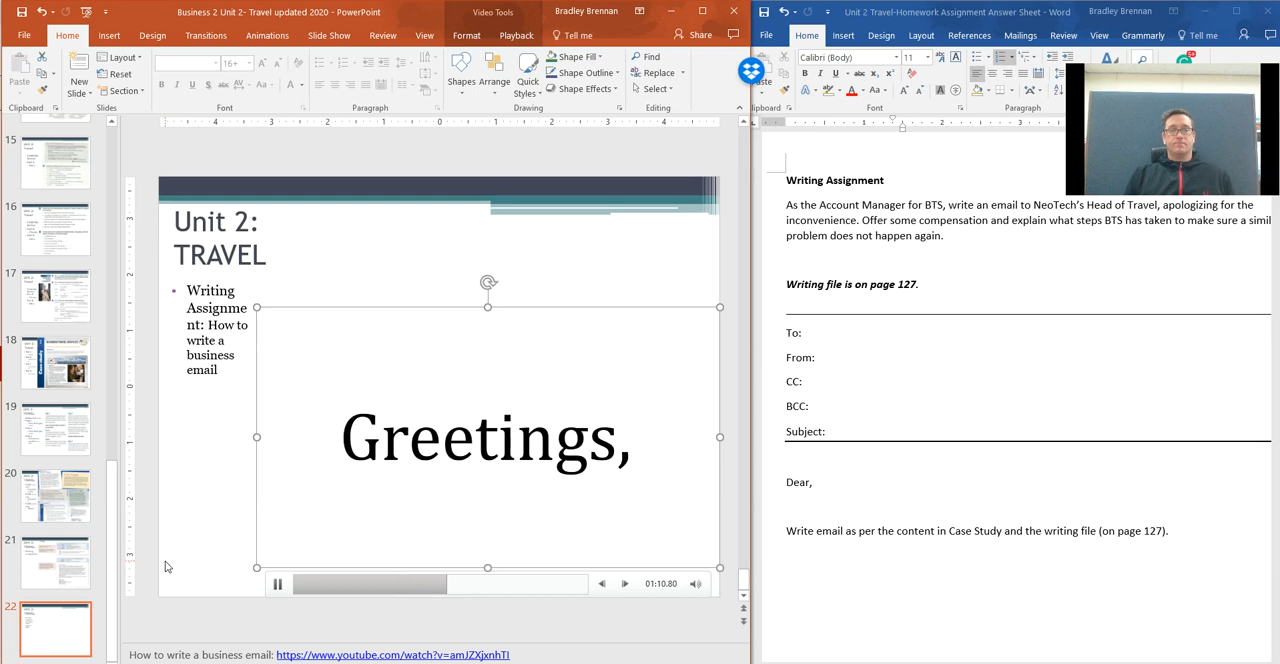 Business 2 Unit 2- Travel updated 2020 - PowerPoint
Video Tools
Bradley Brennan
File
Home
Insert
Design
Transitions
Animations
Slide Show
Review
View
Format
Playback
Tell me
Share
Paste
New
Slide
Layout
Reset
Section
16+
Shapes
Arrange
Quick
Styles
Shape Fill
Shape Outline
Shape Effects
Find
Replace
Select
Clipboard
Slides
Font
Paragraph
Drawing
Editing
15
16
17
18
19
20
21
22
Unit 2:
TRAVEL
Writing
Assignme
nt: How to
write a
business
email
Greetings,
01:10.80
How to write a business email: https://www.youtube.com/watch?v=amJZXjxnhTI
Unit 2 Travel-Homework Assignment Answer Sheet - Word
Bradley Brennan
File
Home
Insert
Design
Layout
References
Mailings
Review
View
Grammarly
Tell me
Calibri (Body)
11
Font
Paragraph
Writing Assignment
As the Account Manager for BTS, write an email to NeoTech's Head of Travel, apologizing for the
inconvenience. Offer some compensation and explain what steps BTS has taken to make sure a simil
problem does not happen again.
Writing file is on page 127.
To:
From:
CC:
BCC:
Subject:
Dear,
Write email as per the content in Case Study and the writing file (on page 127).